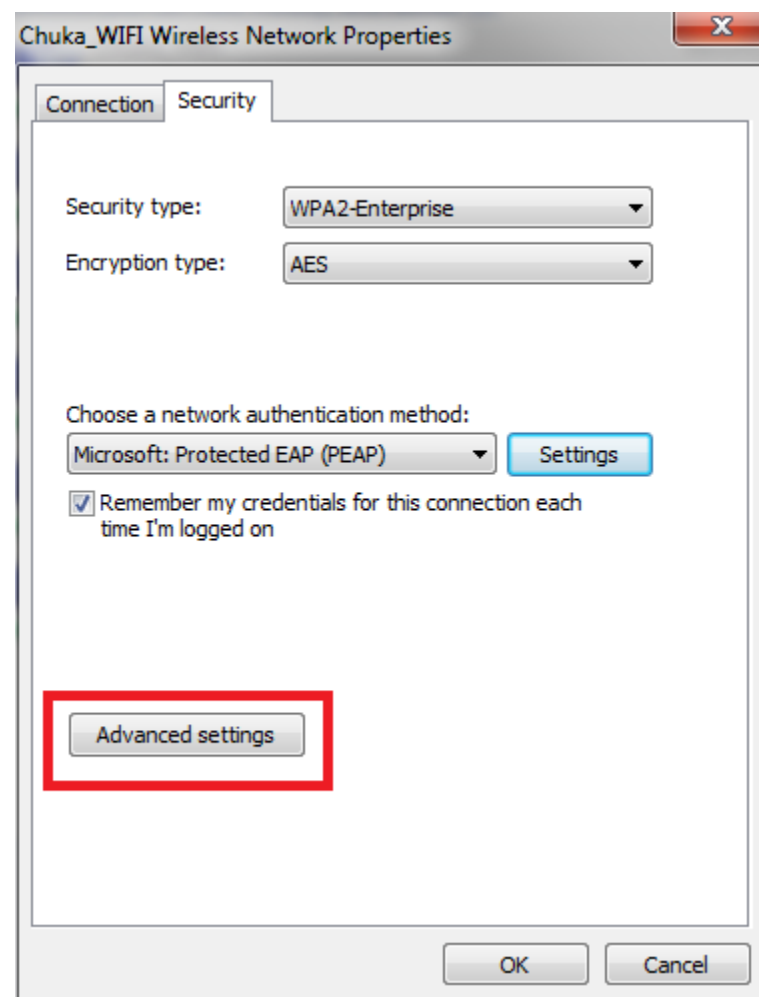 Chuka_WIFI Wireless Network Properties
X
Connection Security
Security type: WPA2-Enterprise
Encryption type: AES
Choose a network authentication method:
Microsoft: Protected EAP (PEAP) Settings
Remember my credentials for this connection each
time I'm logged on
Advanced settings
OK Cancel